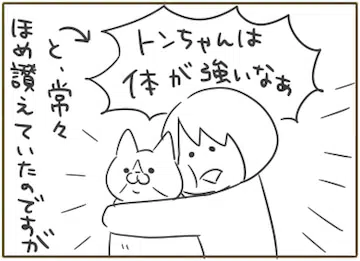 トンちゃんは
体が強いなぁ
と、常々
ほめ讃えていたのですが